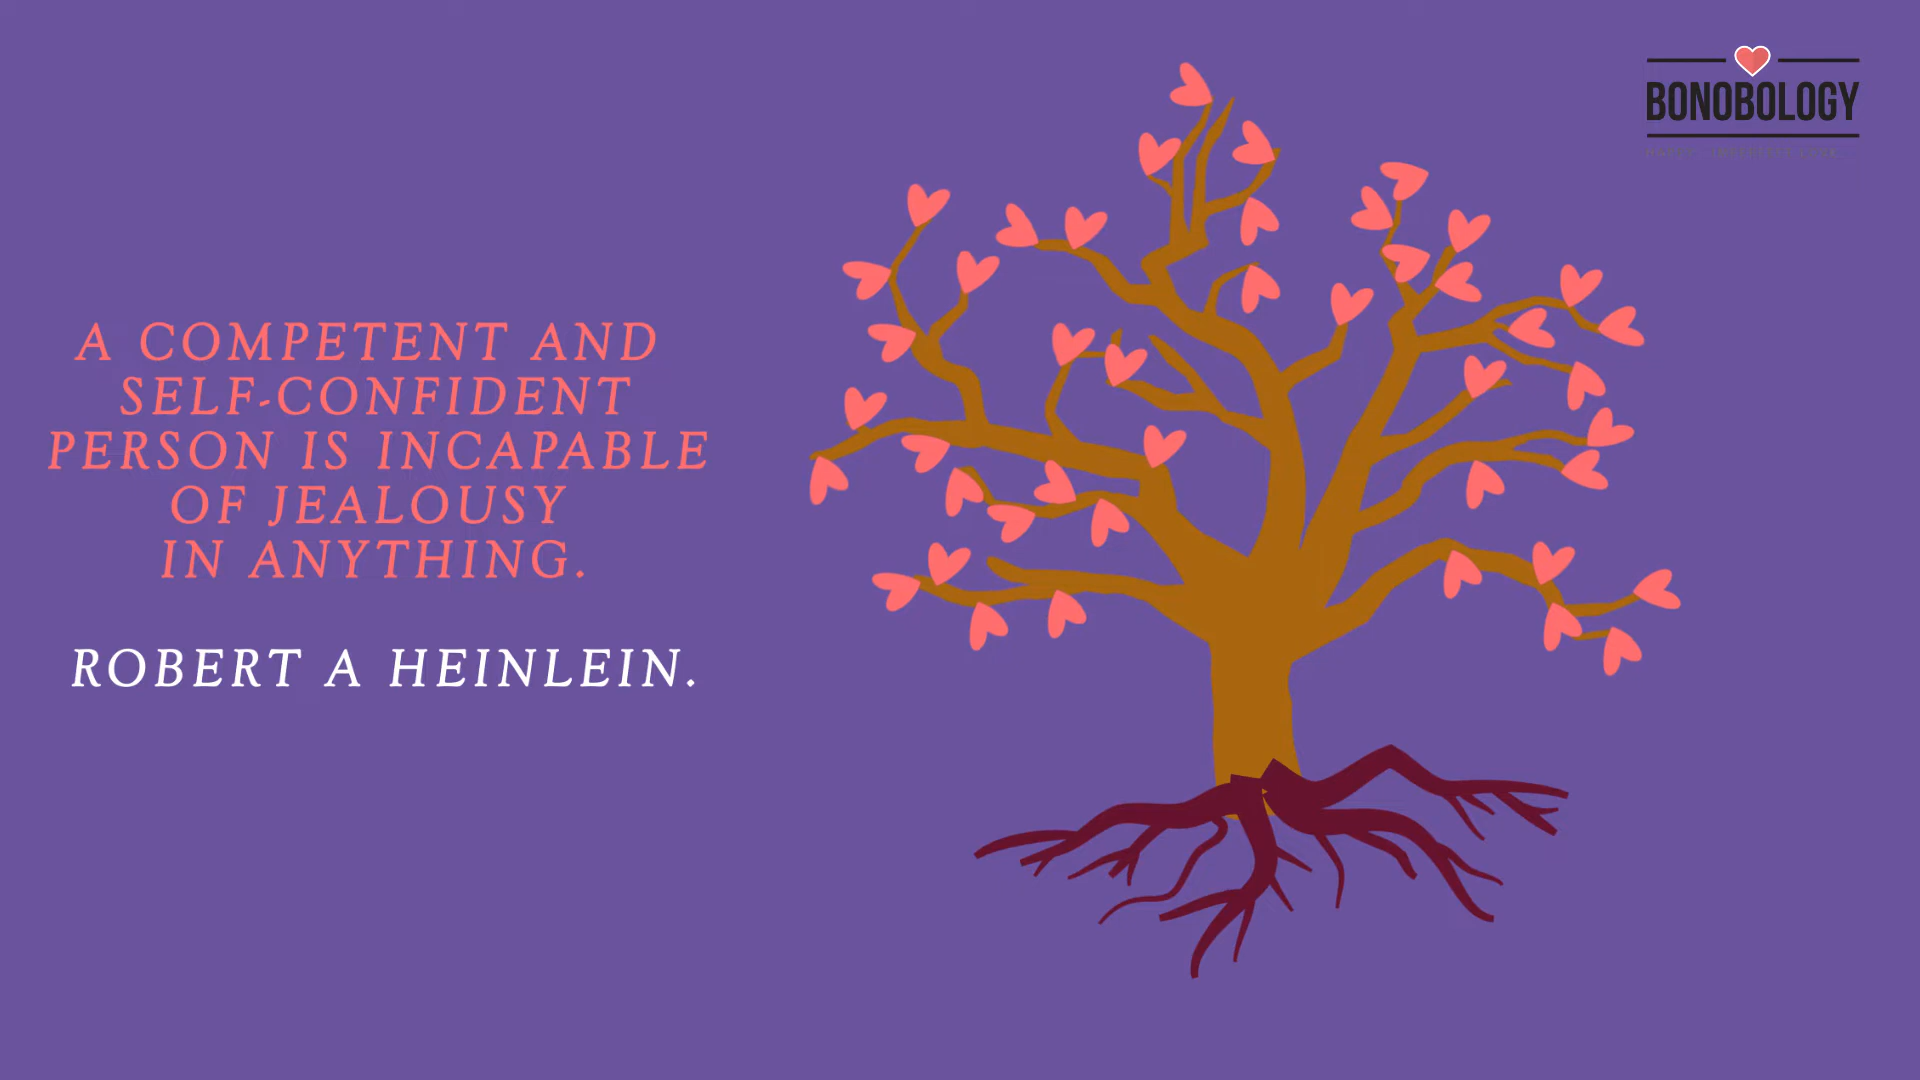 A COMPETENT AND
SELF-CONFIDENT
PERSON IS INCAPABLE
OF JEALOUSY
IN ANYTHING.
ROBERT A HEINLEIN.
BONOBOLOGY